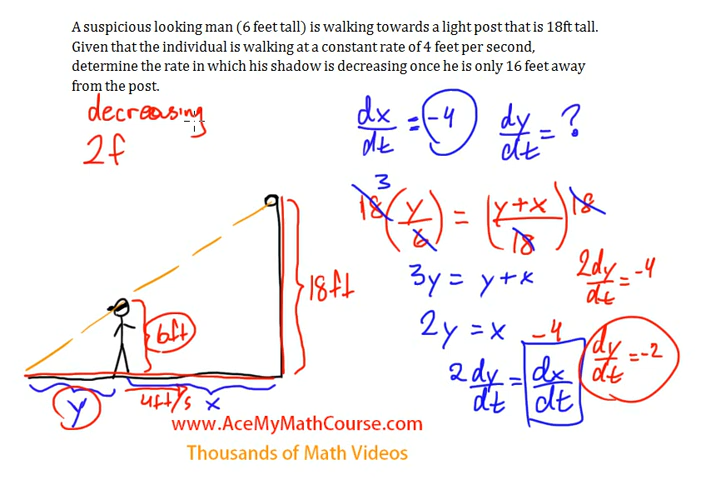 A suspicious looking man (6 feet tall) is walking towards a light post that is 18ft tall.
Given that the individual is walking at a constant rate of 4 feet per second,
determine the rate in which his shadow is decreasing once he is only 16 feet away
from the post.
decreasing
2f
dx/dt = -4 dy/dt = ?
3
18(y/6) = (y+x/18)18
3y = y+x
2dy/dt = -4
2y = x
-4
2dy/dt = dx/dt
dy/dt = -2
18ft
6ft
y
4ft/s
x
www.AceMyMathCourse.com
Thousands of Math Videos